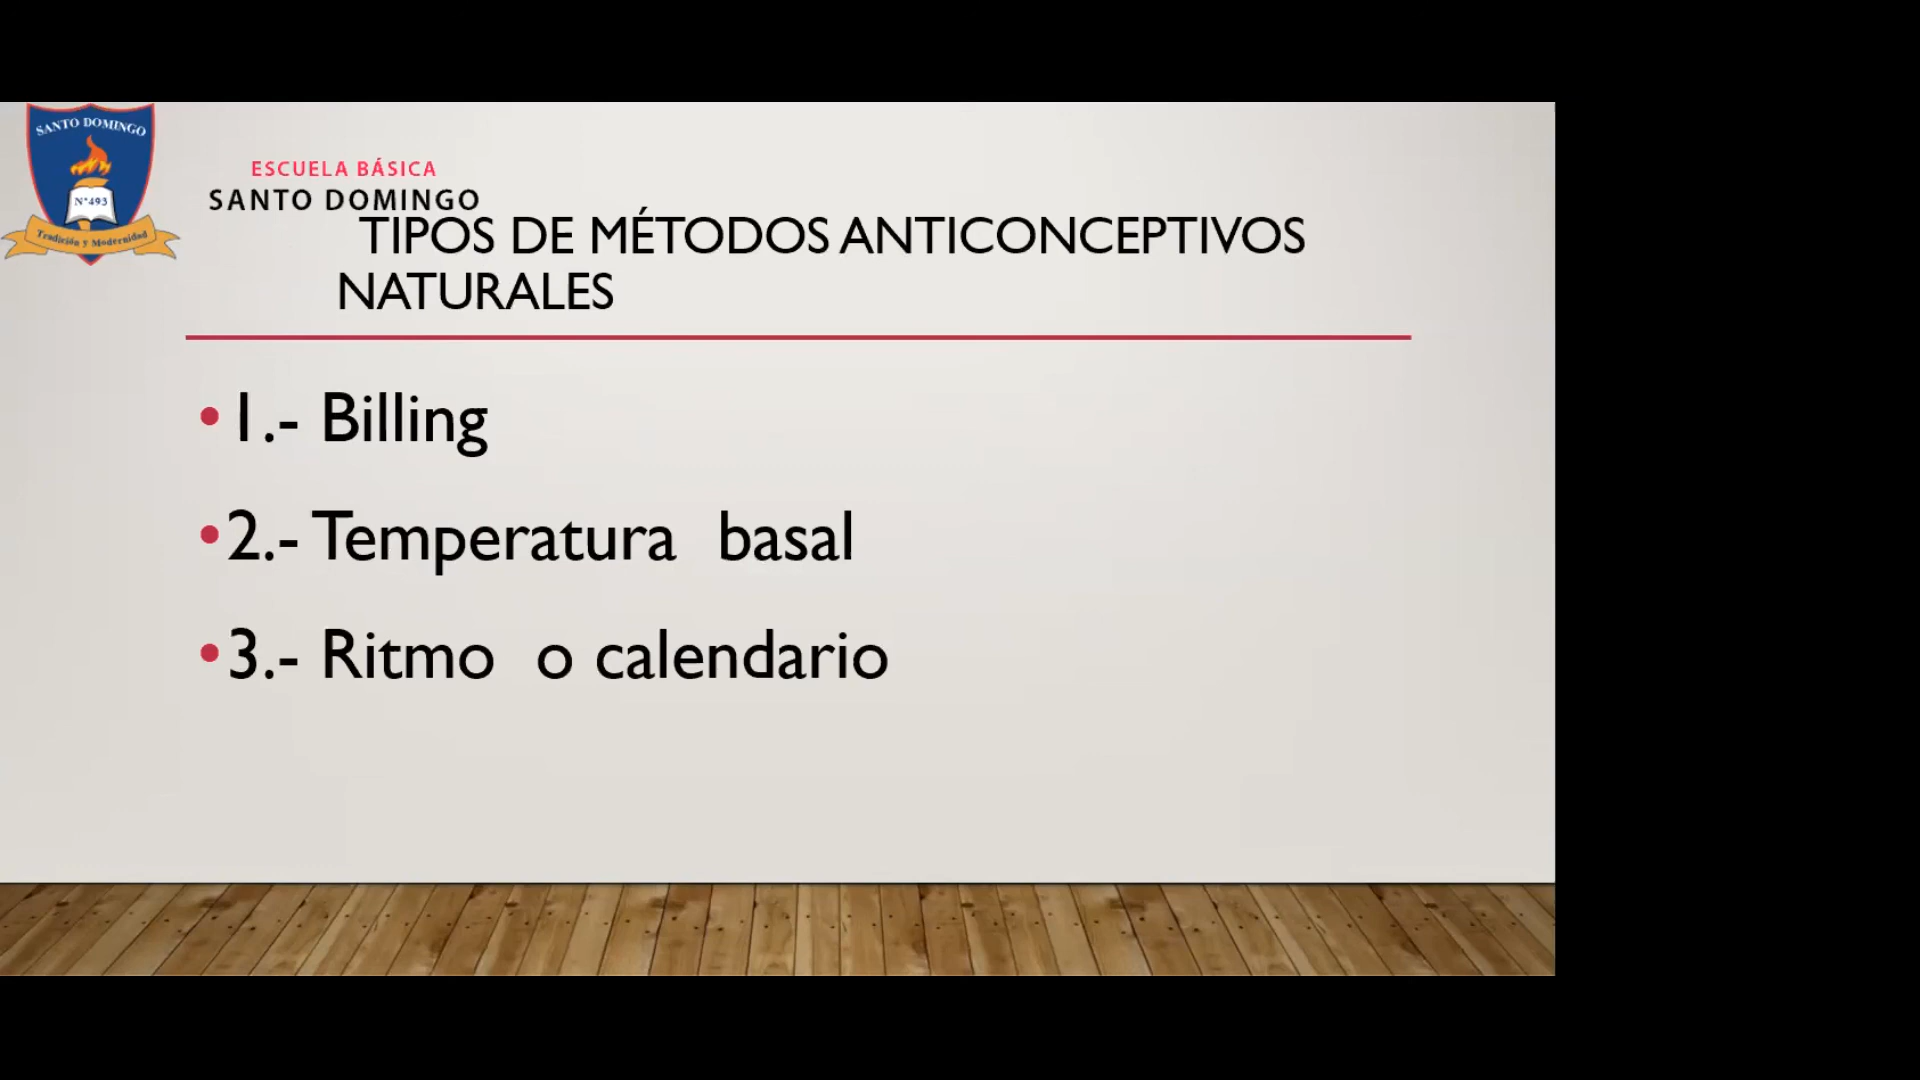 SANTO DOMINGO
N°493
Tradición y Modernidad
ESCUELA BÁSICA
SANTO DOMINGO
TIPOS DE MÉTODOS ANTICONCEPTIVOS
NATURALES
•1.- Billing
•2.- Temperatura basal
•3.- Ritmo o calendario